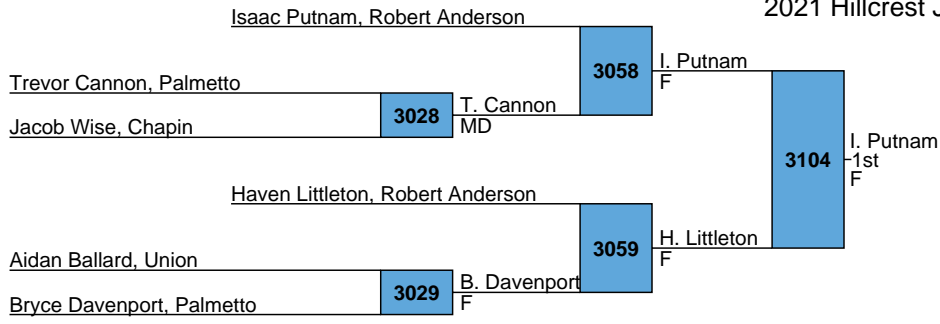 2021 Hillcrest J
Isaac Putnam, Robert Anderson
3058
I. Putnam
F
Trevor Cannon, Palmetto
3028
T. Cannon
MD
Jacob Wise, Chapin
3104
I. Putnam
1st
F
Haven Littleton, Robert Anderson
3059
H. Littleton
F
Aidan Ballard, Union
3029
B. Davenport
F
Bryce Davenport, Palmetto